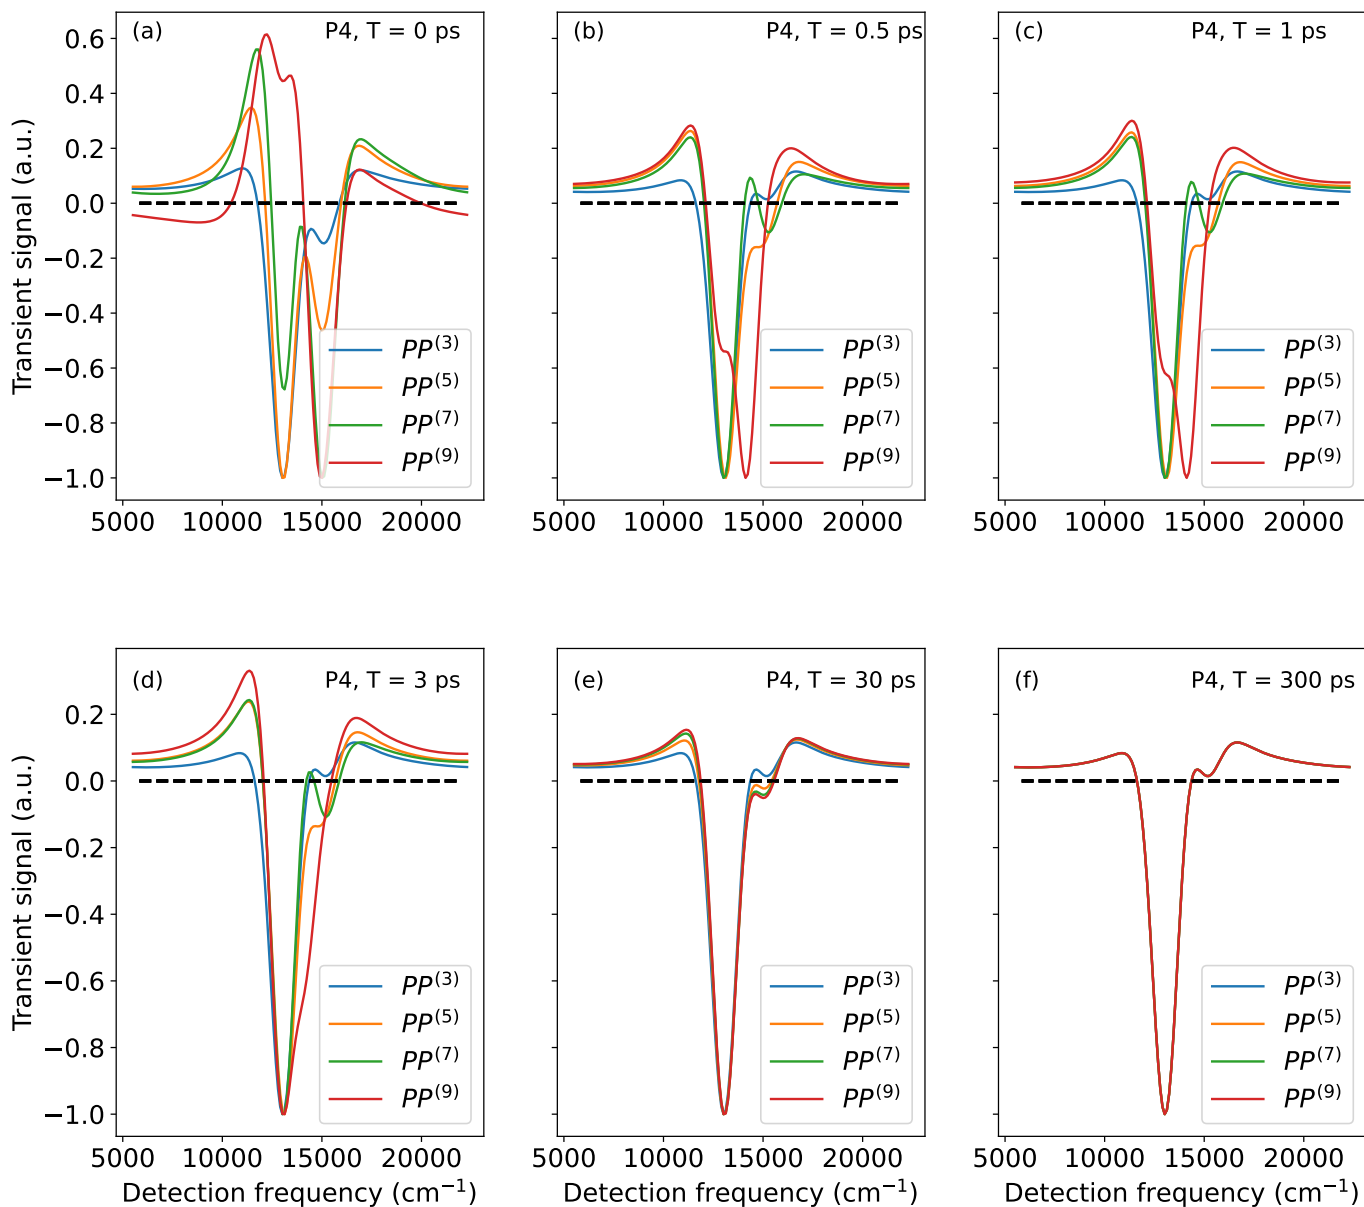 (a) P4, T = 0 ps
(b) P4, T = 0.5 ps
(c) P4, T = 1 ps
Transient signal (a.u.)
0.6
0.4
0.2
0.0
−0.2
−0.4
−0.6
−0.8
−1.0
PP(3)
PP(5)
PP(7)
PP(9)
PP(3)
PP(5)
PP(7)
PP(9)
PP(3)
PP(5)
PP(7)
PP(9)
5000 10000 15000 20000
5000 10000 15000 20000
5000 10000 15000 20000
(d) P4, T = 3 ps
(e) P4, T = 30 ps
(f) P4, T = 300 ps
Transient signal (a.u.)
0.2
0.0
−0.2
−0.4
−0.6
−0.8
−1.0
PP(3)
PP(5)
PP(7)
PP(9)
PP(3)
PP(5)
PP(7)
PP(9)
PP(3)
PP(5)
PP(7)
PP(9)
5000 10000 15000 20000
5000 10000 15000 20000
5000 10000 15000 20000
Detection frequency (cm−1)
Detection frequency (cm−1)
Detection frequency (cm−1)